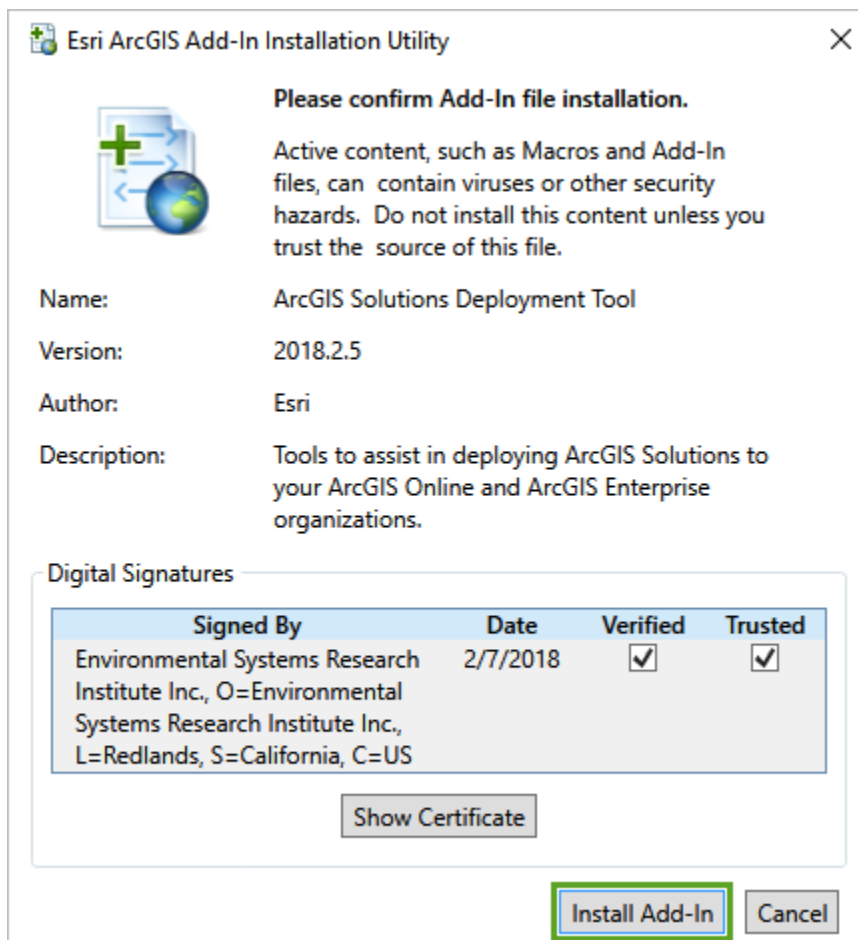 Esri ArcGIS Add-In Installation Utility
Please confirm Add-In file installation.
Active content, such as Macros and Add-In
files, can  contain viruses or other security
hazards.  Do not install this content unless you
trust the  source of this file.
Name: ArcGIS Solutions Deployment Tool
Version: 2018.2.5
Author: Esri
Description: Tools to assist in deploying ArcGIS Solutions to
your ArcGIS Online and ArcGIS Enterprise
organizations.
Digital Signatures
Signed By Date Verified Trusted
Environmental Systems Research 2/7/2018
Institute Inc., O=Environmental
Systems Research Institute Inc.,
L=Redlands, S=California, C=US
Show Certificate
Install Add-In Cancel